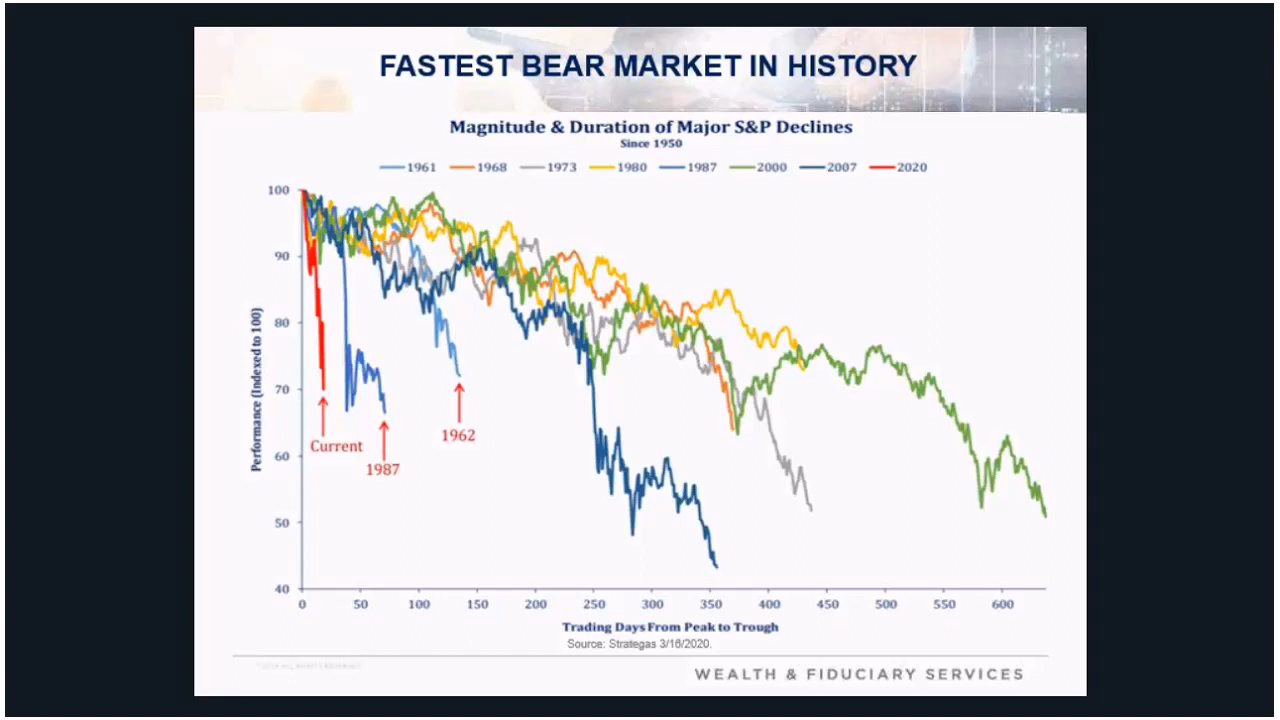 FASTEST BEAR MARKET IN HISTORY
Magnitude & Duration of Major S&P Declines
Since 1950
1961 1968 1973 1980 1987 2000 2007 2020
Performance (Indexed to 100)
100
90
80
70
60
50
40
Current
1987
1962
0 50 100 150 200 250 300 350 400 450 500 550 600
Trading Days From Peak to Trough
Source: Strategas 3/16/2020.
WEALTH & FIDUCIARY SERVICES